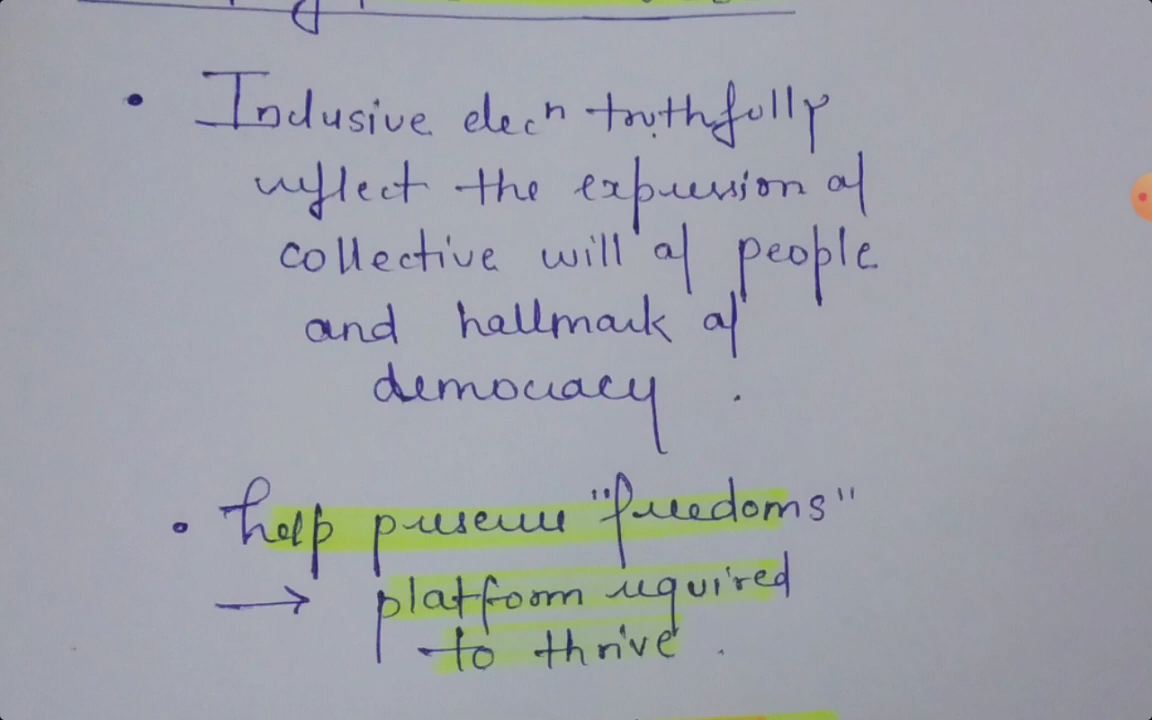 • Inclusive elecn truthfully
reflect the expression of
collective will of people
and hallmark of
democracy .
• help preserve "freedoms"
→ platform required
to thrive .